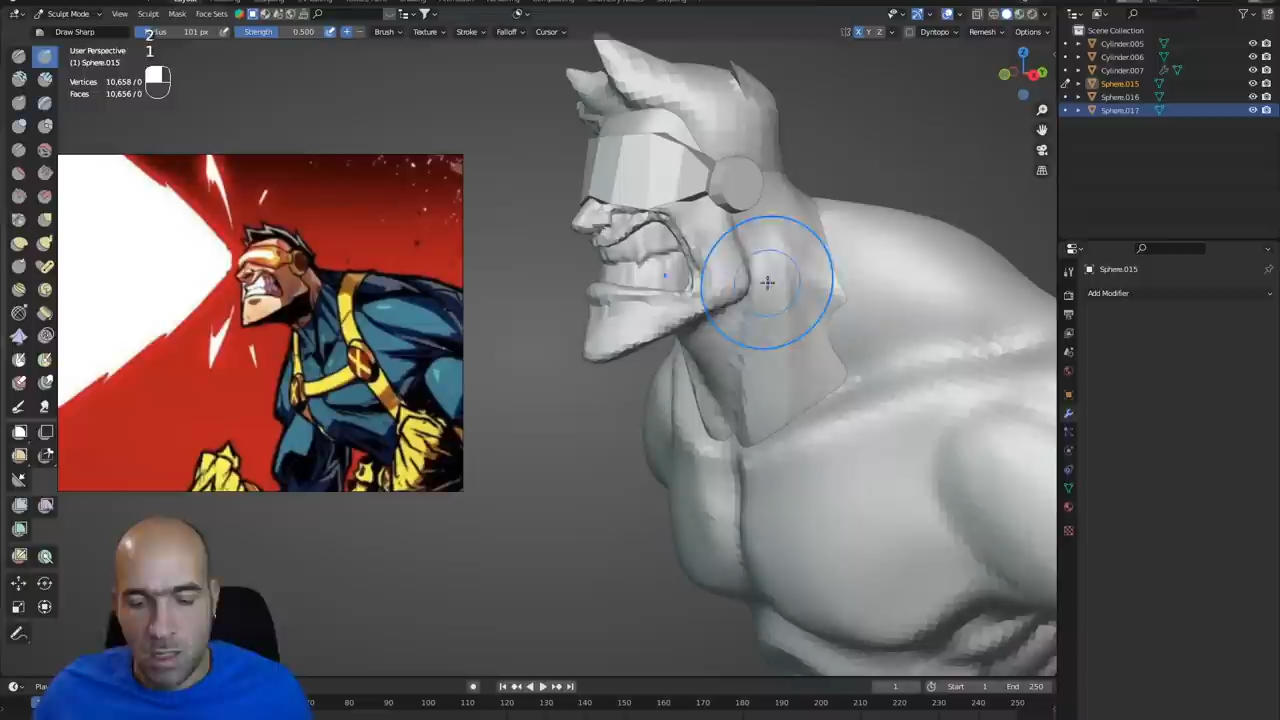 Sculpt Mode
View
Sculpt
Mask
Face Sets
Draw Sharp
101 px
Strength
0.500
Brush
Texture
Stroke
Falloff
Cursor
X Y Z
Dyntopo
Remesh
Options
2
1
User Perspective
(1) Sphere.015
Vertices 10,658 / 0
Faces 10,656 / 0
Scene Collection
Cylinder.005
Cylinder.006
Cylinder.007
Sphere.015
Sphere.016
Sphere.017
Sphere.015
Add Modifier
1
Start 1
End 250
70 80 90 100 110 120 130 140 150 160 170 180 190 200 210 220 230 240 250